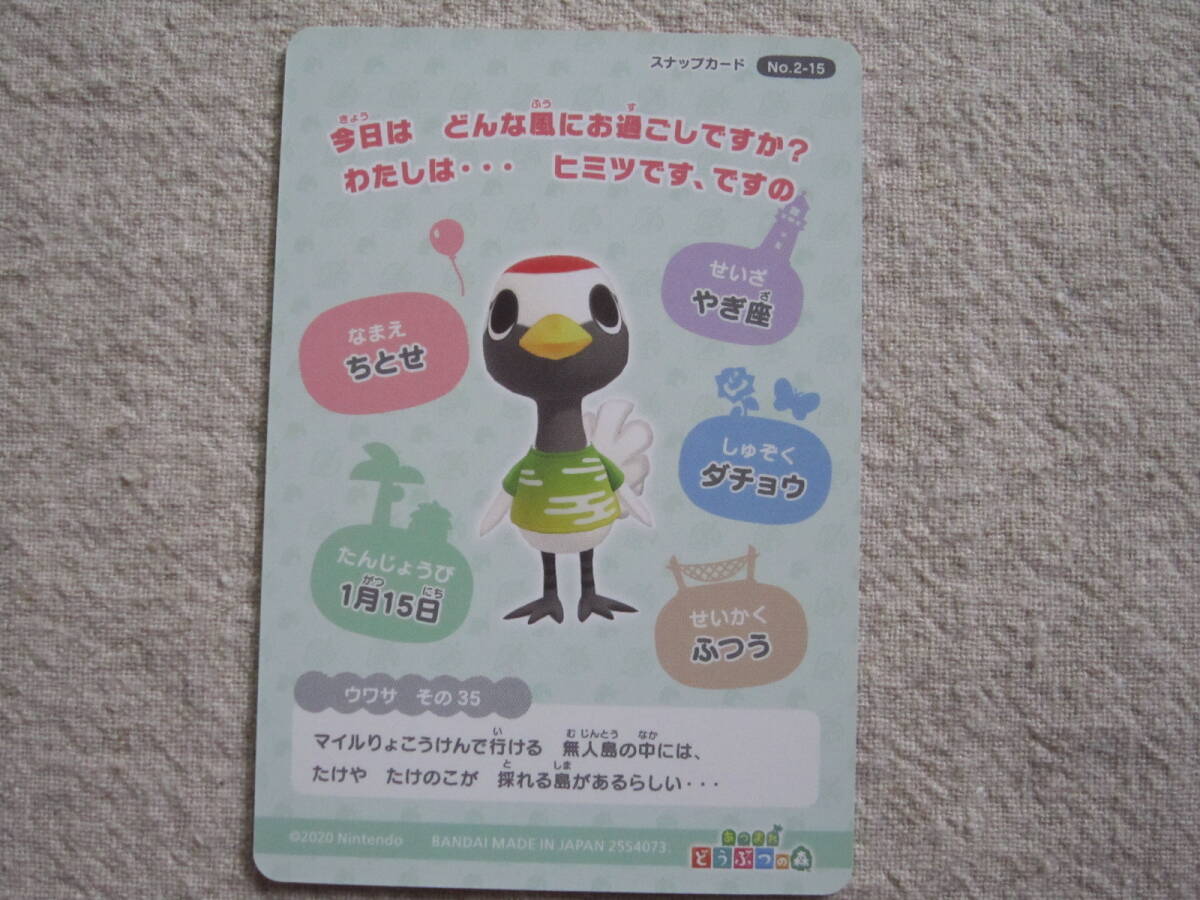 スナップカード No.2-15
今日は どんな風にお過ごしですか?
わたしは・・・ ヒミツです、ですの
なまえ
ちとせ
せいざ
やぎ座
しゅぞく
ダチョウ
たんじょうび
1月15日
せいかく
ふつう
ウワサ その35
マイルりょこうけんで行ける 無人島の中には、
たけや たけのこが 採れる島があるらしい・・・
©2020 Nintendo BANDAI MADE IN JAPAN 2554073.
あつまれ
どうぶつの森